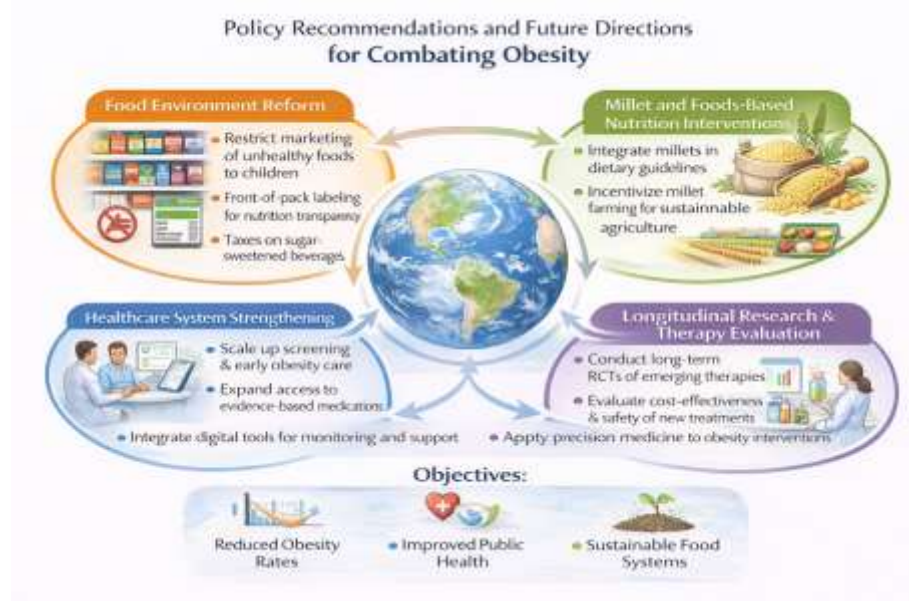 Policy Recommendations and Future Directions
for Combating Obesity
Food Environment Reform
• Restrict marketing
of unhealthy foods
to children
• Front-of-pack labeling
for nutrition transparency
• Taxes on sugar-
sweetened beverages
Millet and Foods-Based
Nutrition Interventions
• Integrate millets in
dietary guidelines
• Incentivize millet
farming for sustainnable
agriculture
Healthcare System Strengthening
• Scale up screening
& early obesity care
• Expand access to
evidence-based medications
• Integrate digital tools for monitoring and support
Longitudinal Research &
Therapy Evaluation
• Conduct long-term
RCTs of emerging therapies
• Evaluate cost-effectiveness
& safety of new treatments
• Appty precision medicine to obesity interventions
Objectives:
Reduced Obesity
Rates
• Improved Public
Health
• Sustainable Food
Systems